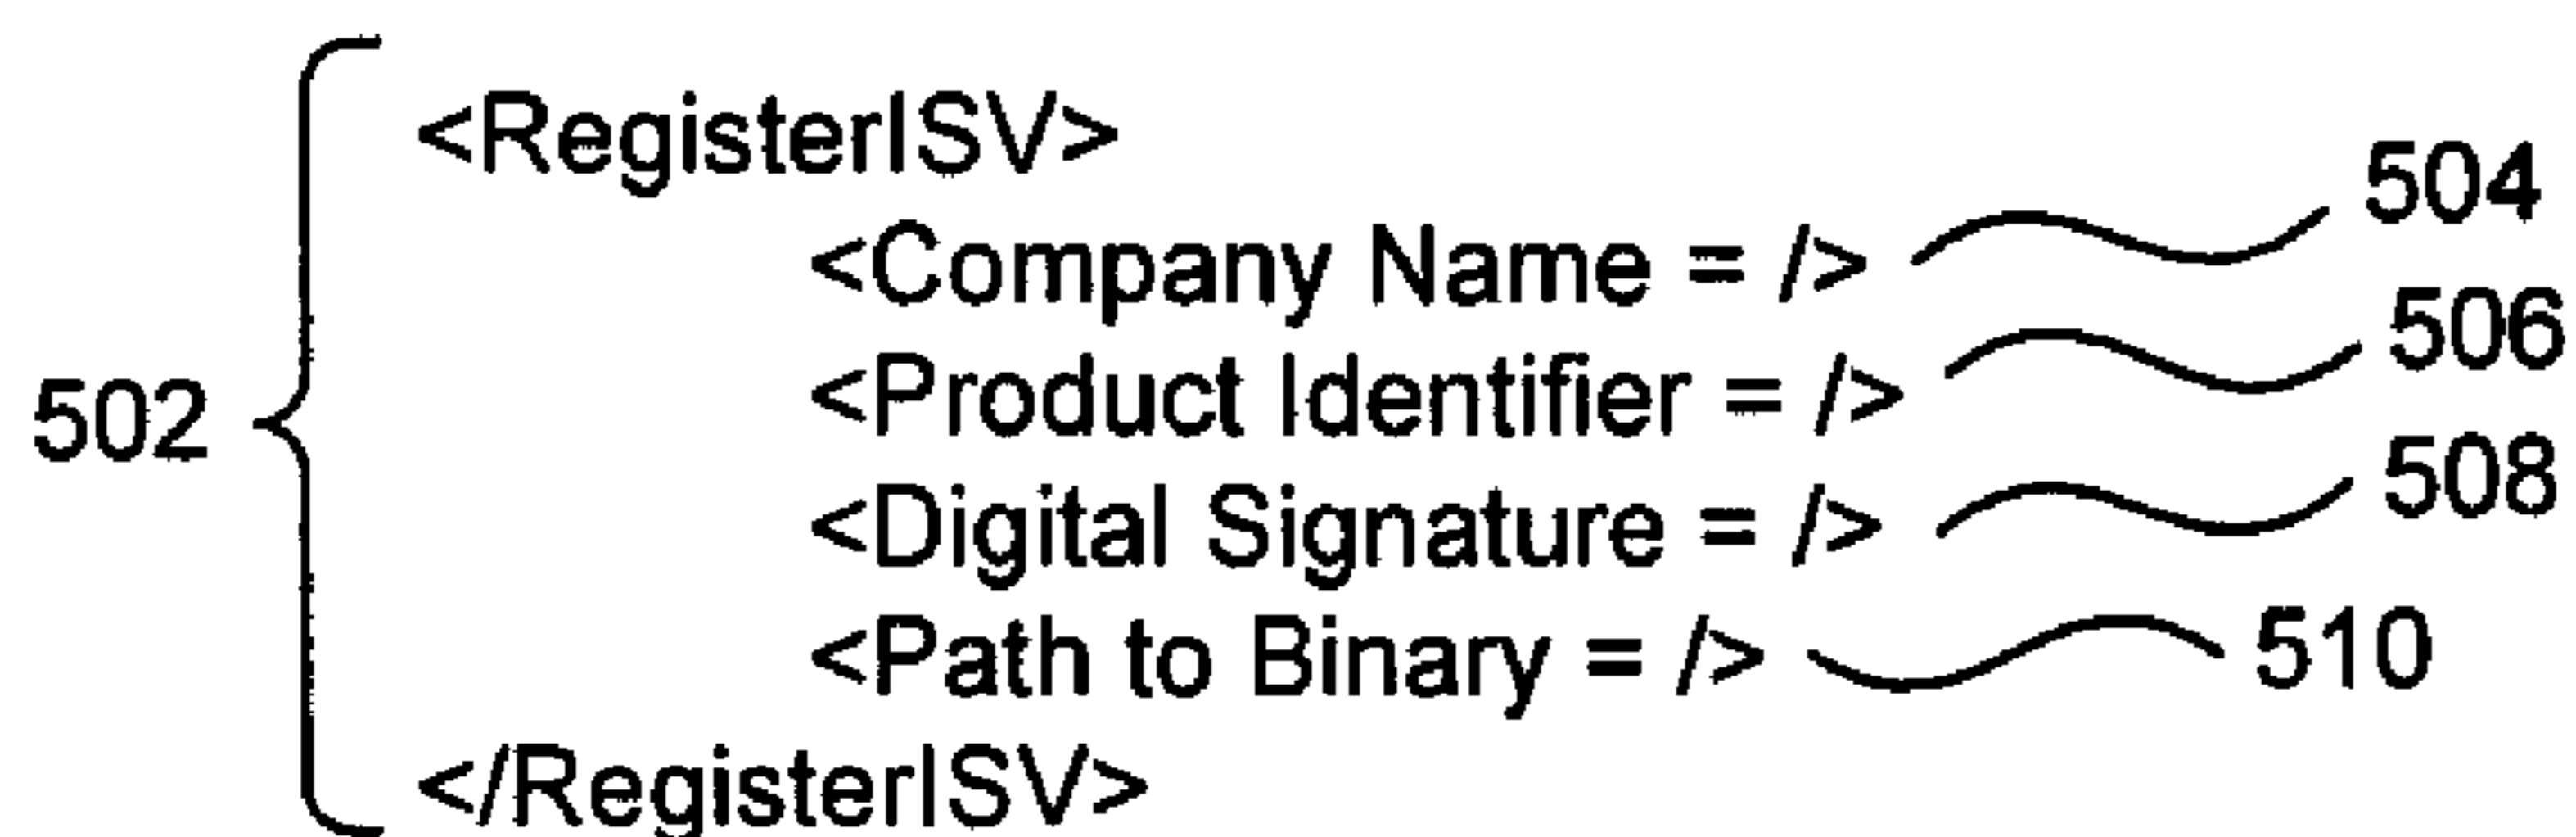 <RegisterISV>
<Company Name = /> 504
<Product Identifier = /> 506
502
<Digital Signature = /> 508
<Path to Binary = /> 510
</RegisterISV>